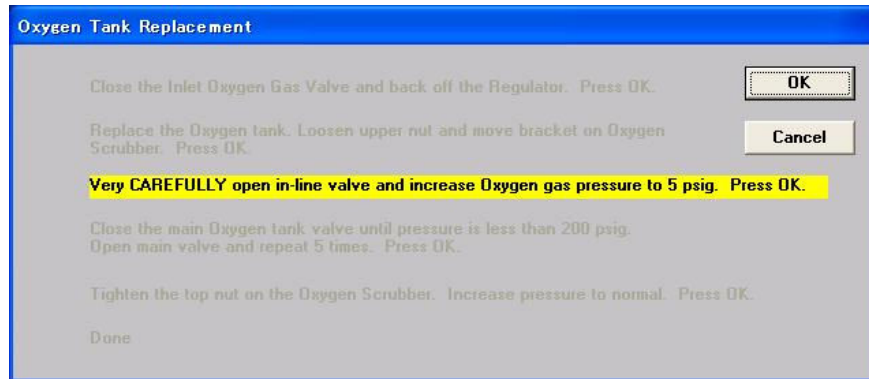 Oxygen Tank Replacement
Close the Inlet Oxygen Gas Valve and back off the Regulator. Press OK.
OK
Replace the Oxygen tank. Loosen upper nut and move bracket on Oxygen
Scrubber. Press OK.
Cancel
Very CAREFULLY open in-line valve and increase Oxygen gas pressure to 5 psig. Press OK.
Close the main Oxygen tank valve until pressure is less than 200 psig.
Open main valve and repeat 5 times. Press OK.
Tighten the top nut on the Oxygen Scrubber. Increase pressure to normal. Press OK.
Done